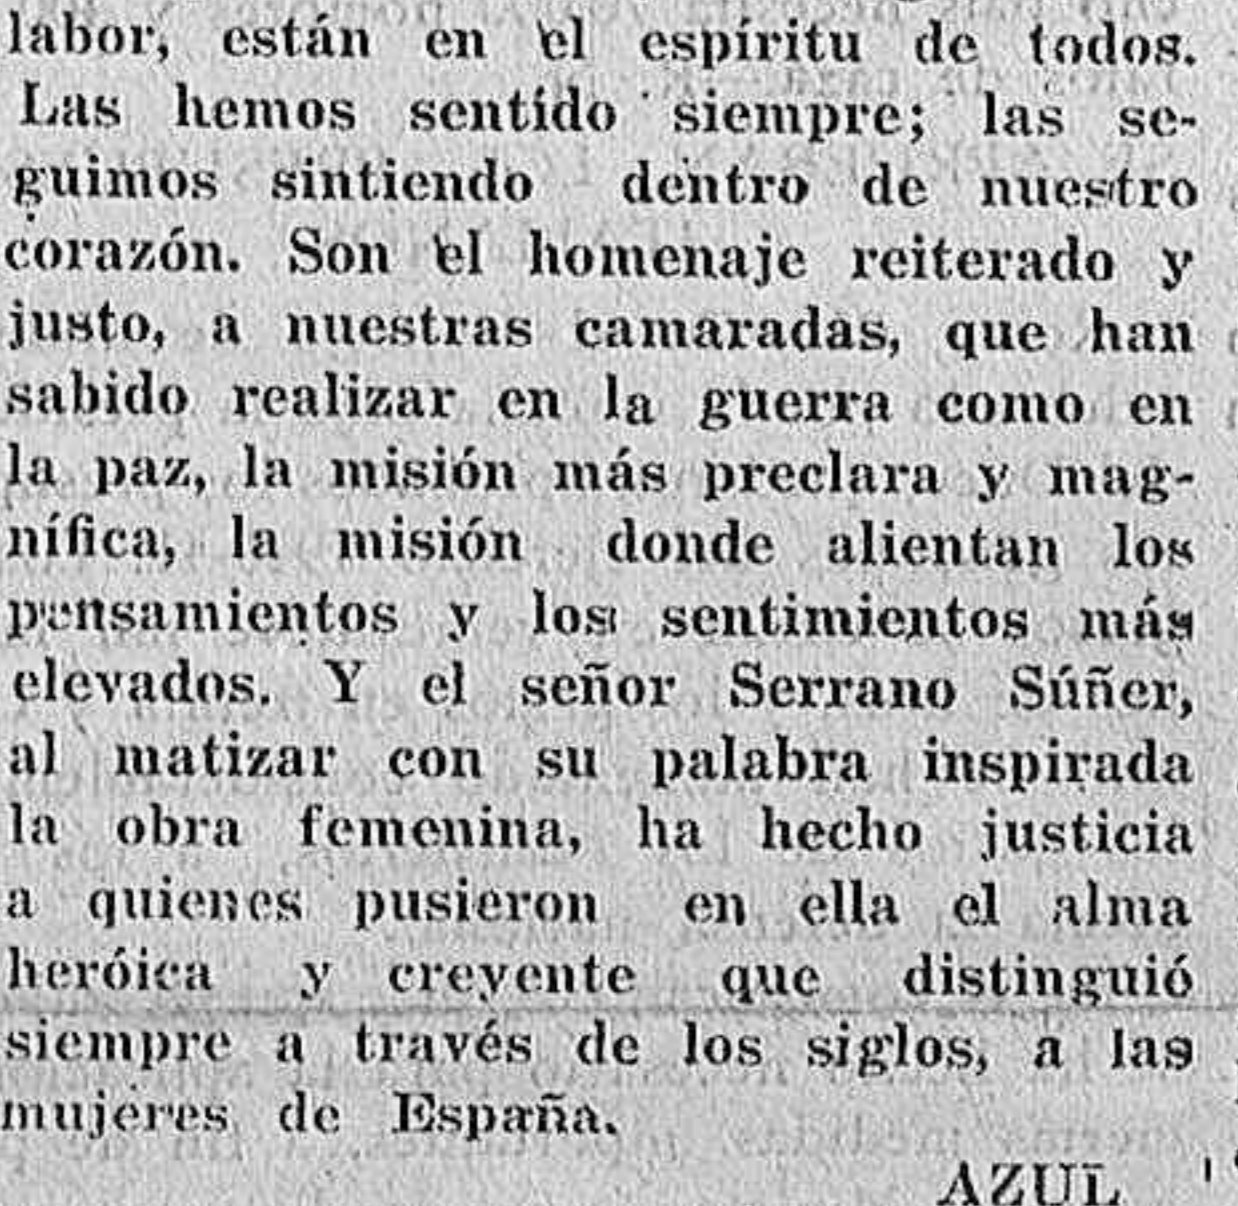 labor, están en el espíritu de todos.
Las hemos sentido siempre; las se-
guimos sintiendo dentro de nuestro
corazón. Son el homenaje reiterado y
justo, a nuestras camaradas, que han
sabido realizar en la guerra como en
la paz, la misión más preclara y mag-
nífica, la misión donde alientan los
pensamientos y los sentimientos más
elevados. Y el señor Serrano Súñer,
al matizar con su palabra inspirada
la obra femenina, ha hecho justicia
a quienes pusieron en ella el alma
heróica y creyente que distinguió
siempre a través de los siglos, a las
mujeres de España.
AZUL